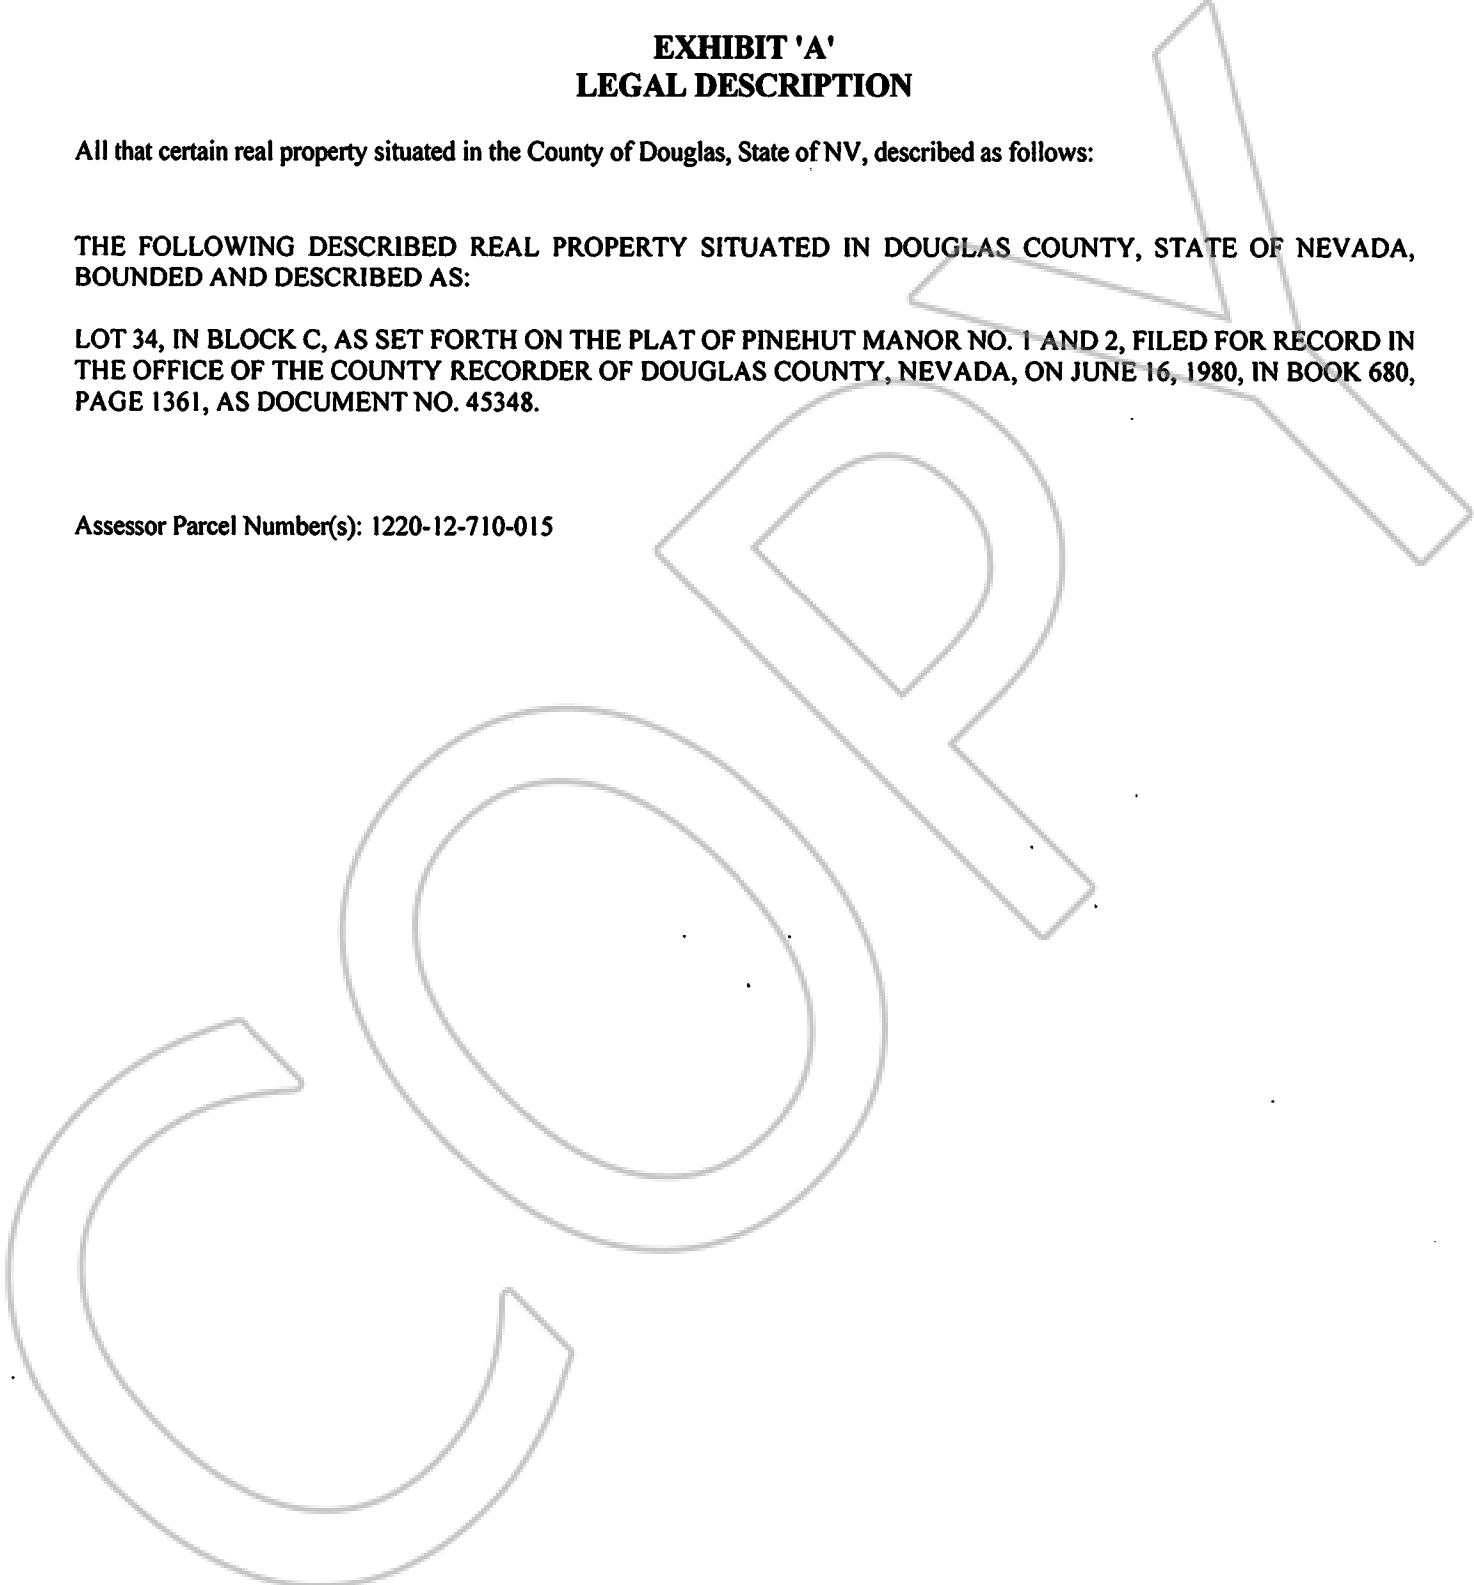 EXHIBIT 'A'
LEGAL DESCRIPTION
All that certain real property situated in the County of Douglas, State of NV, described as follows:
THE FOLLOWING DESCRIBED REAL PROPERTY SITUATED IN DOUGLAS COUNTY, STATE OF NEVADA,
BOUNDED AND DESCRIBED AS:
LOT 34, IN BLOCK C, AS SET FORTH ON THE PLAT OF PINEHUT MANOR NO. 1 AND 2, FILED FOR RECORD IN
THE OFFICE OF THE COUNTY RECORDER OF DOUGLAS COUNTY, NEVADA, ON JUNE 16, 1980, IN BOOK 680,
PAGE 1361, AS DOCUMENT NO. 45348.
Assessor Parcel Number(s): 1220-12-710-015
COPY